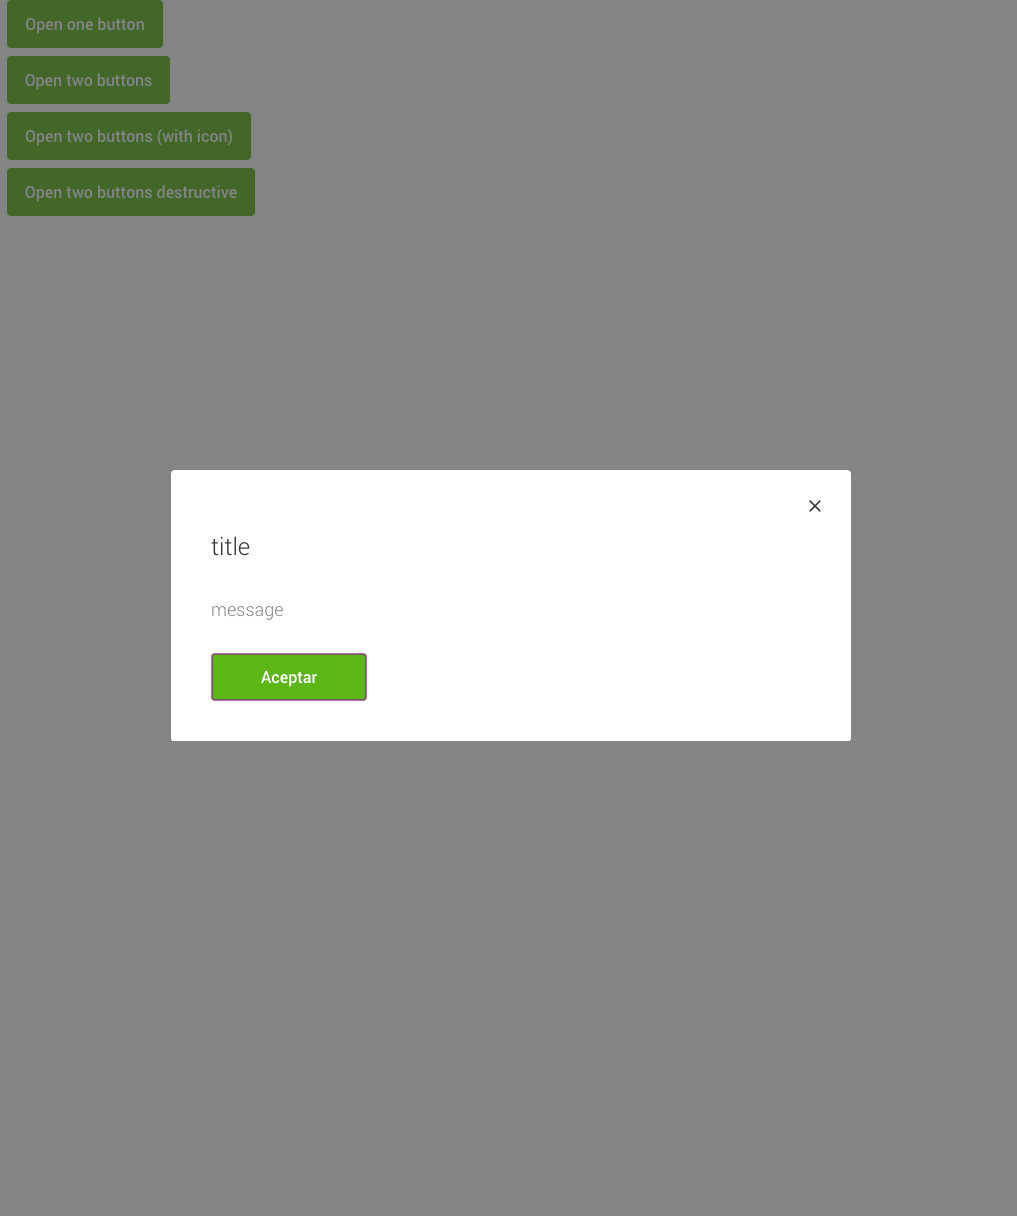 Open one button
Open two buttons
Open two buttons (with icon)
Open two buttons destructive
title
message
Aceptar